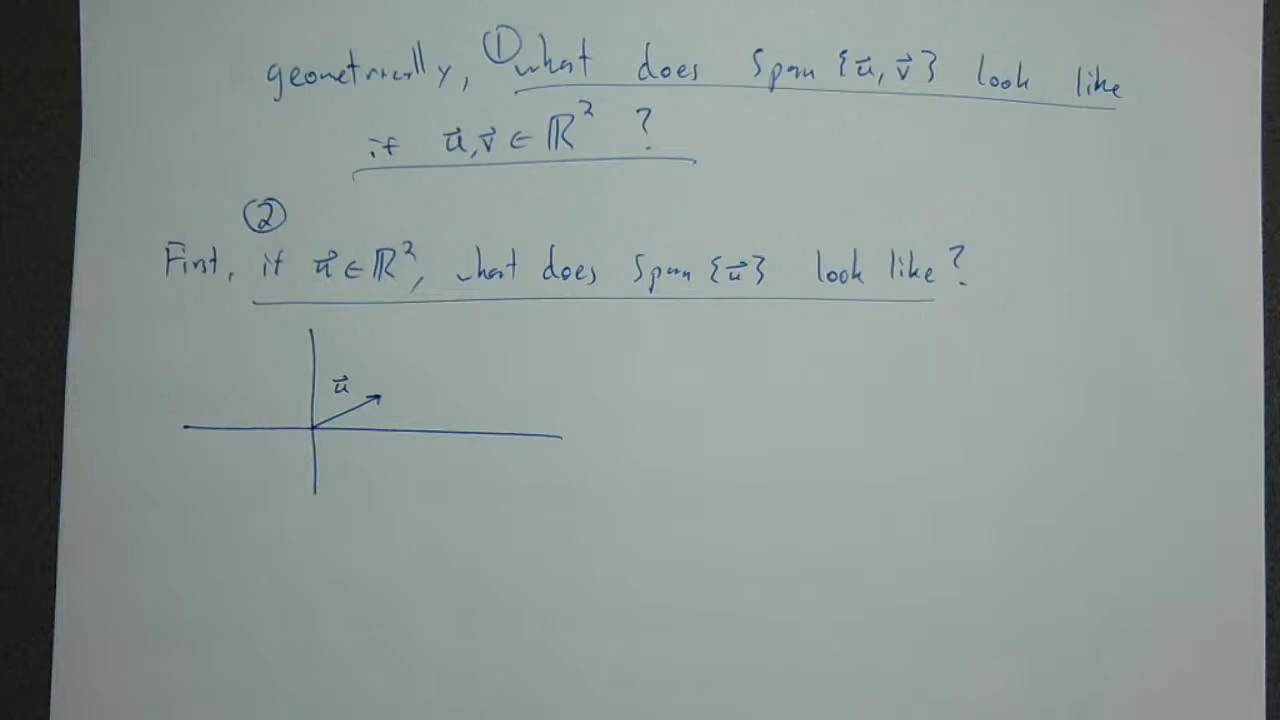 geometrically, ① what does Span {u⃗, v⃗} look like
if u⃗, v⃗ ∈ ℝ² ?
②
First, if u⃗ ∈ ℝ², what does Span {u⃗} look like ?
u⃗